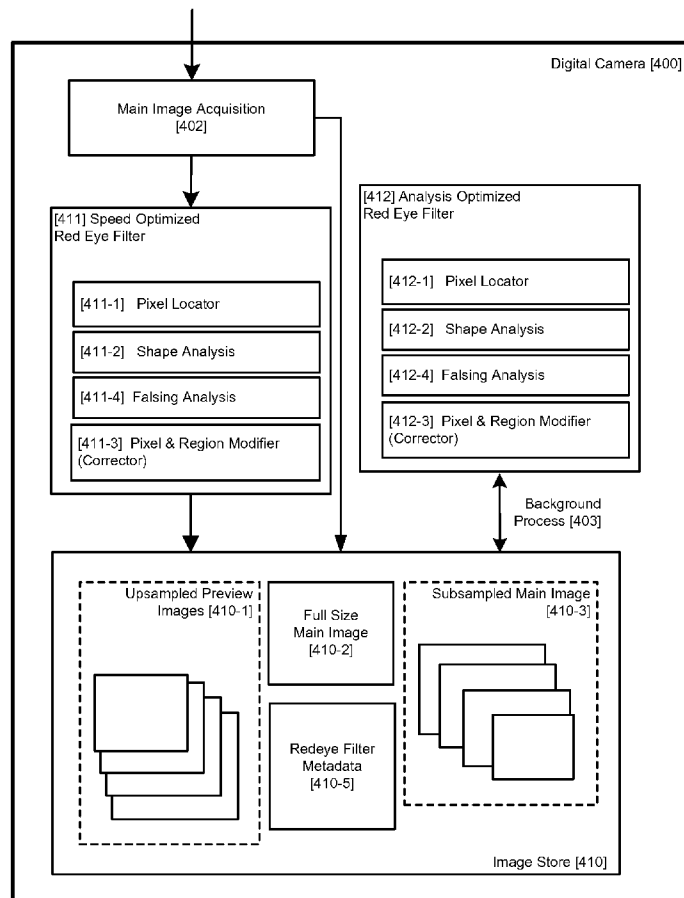 Digital Camera [400]
Main Image Acquisition
[402]
[411] Speed Optimized
Red Eye Filter
[411-1] Pixel Locator
[411-2] Shape Analysis
[411-4] Falsing Analysis
[411-3] Pixel & Region Modifier
(Corrector)
[412] Analysis Optimized
Red Eye Filter
[412-1] Pixel Locator
[412-2] Shape Analysis
[412-4] Falsing Analysis
[412-3] Pixel & Region Modifier
(Corrector)
Background
Process [403]
Upsampled Preview
Images [410-1]
Full Size
Main Image
[410-2]
Subsampled Main Image
[410-3]
Redeye Filter
Metadata
[410-5]
Image Store [410]